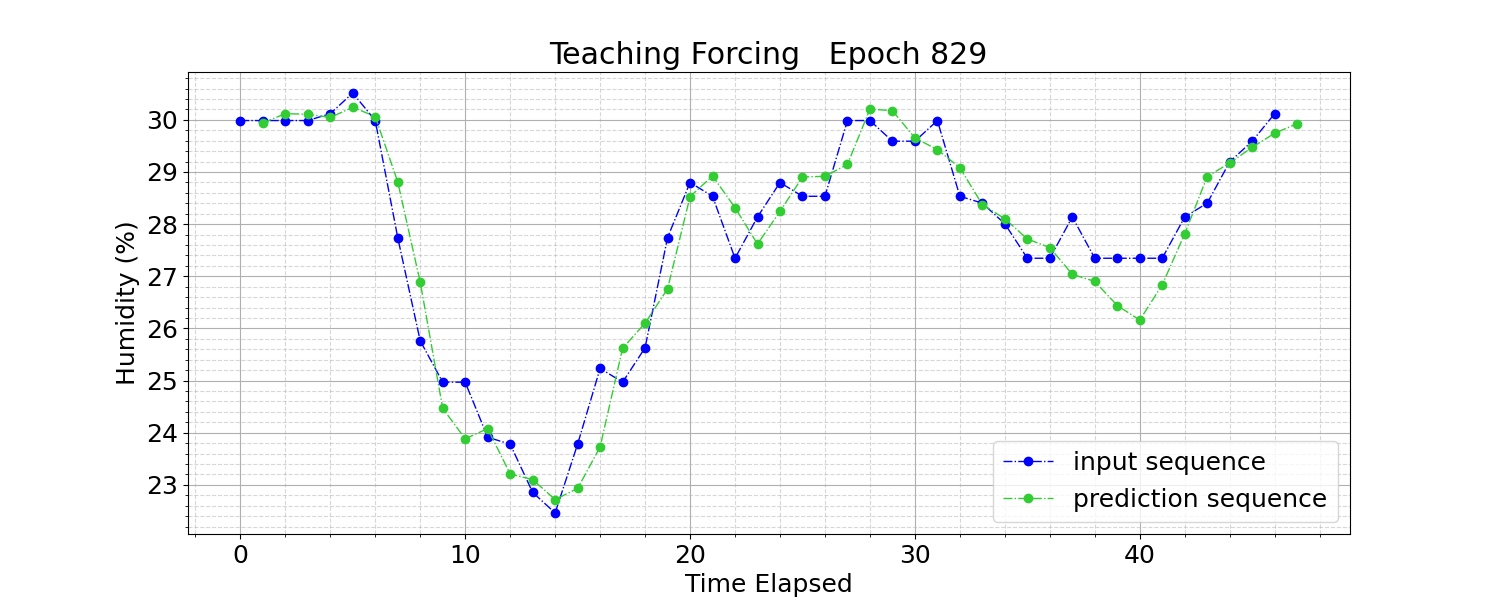 Teaching Forcing   Epoch 829
Humidity (%)
30
29
28
27
26
25
24
23
input sequence
prediction sequence
0 10 20 30 40
Time Elapsed